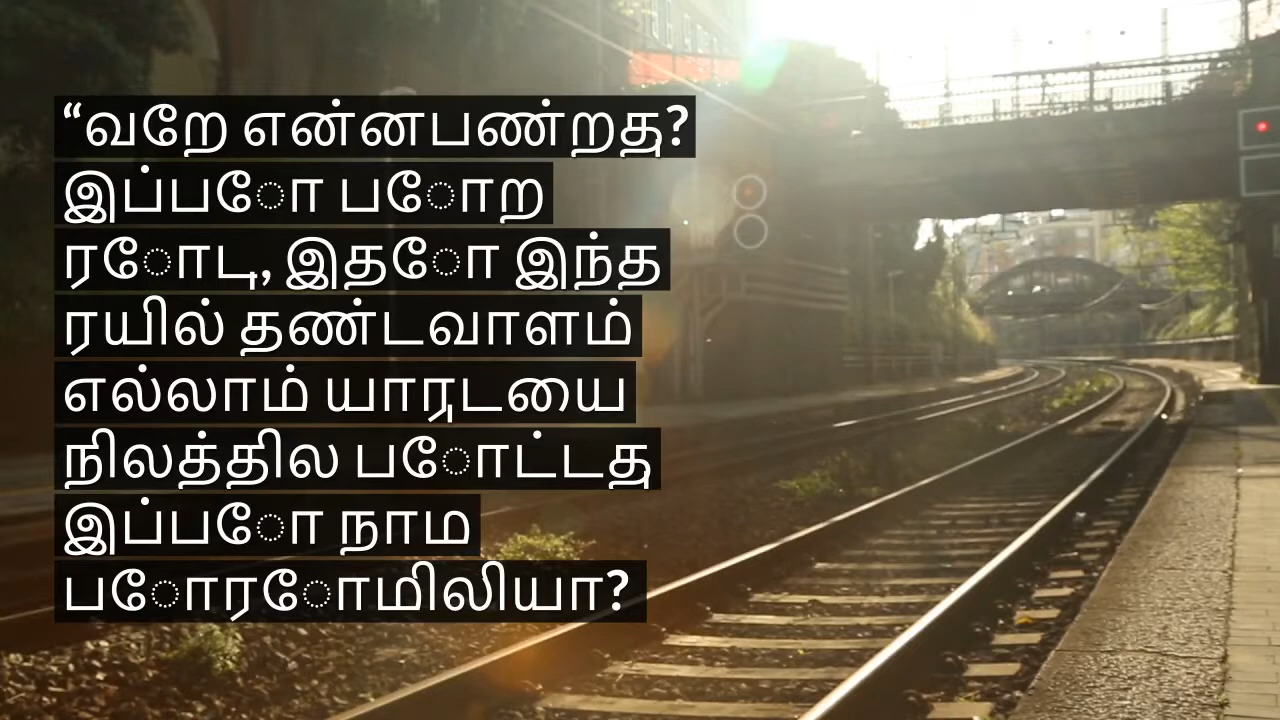 “வறே என்னபண்றது?
இப்போ போற
ரோடு, இதோ இந்த
ரயில் தண்டவாளம்
எல்லாம் யாருடயை
நிலத்தில போட்டது
இப்போ நாம
போரோமிலியா?